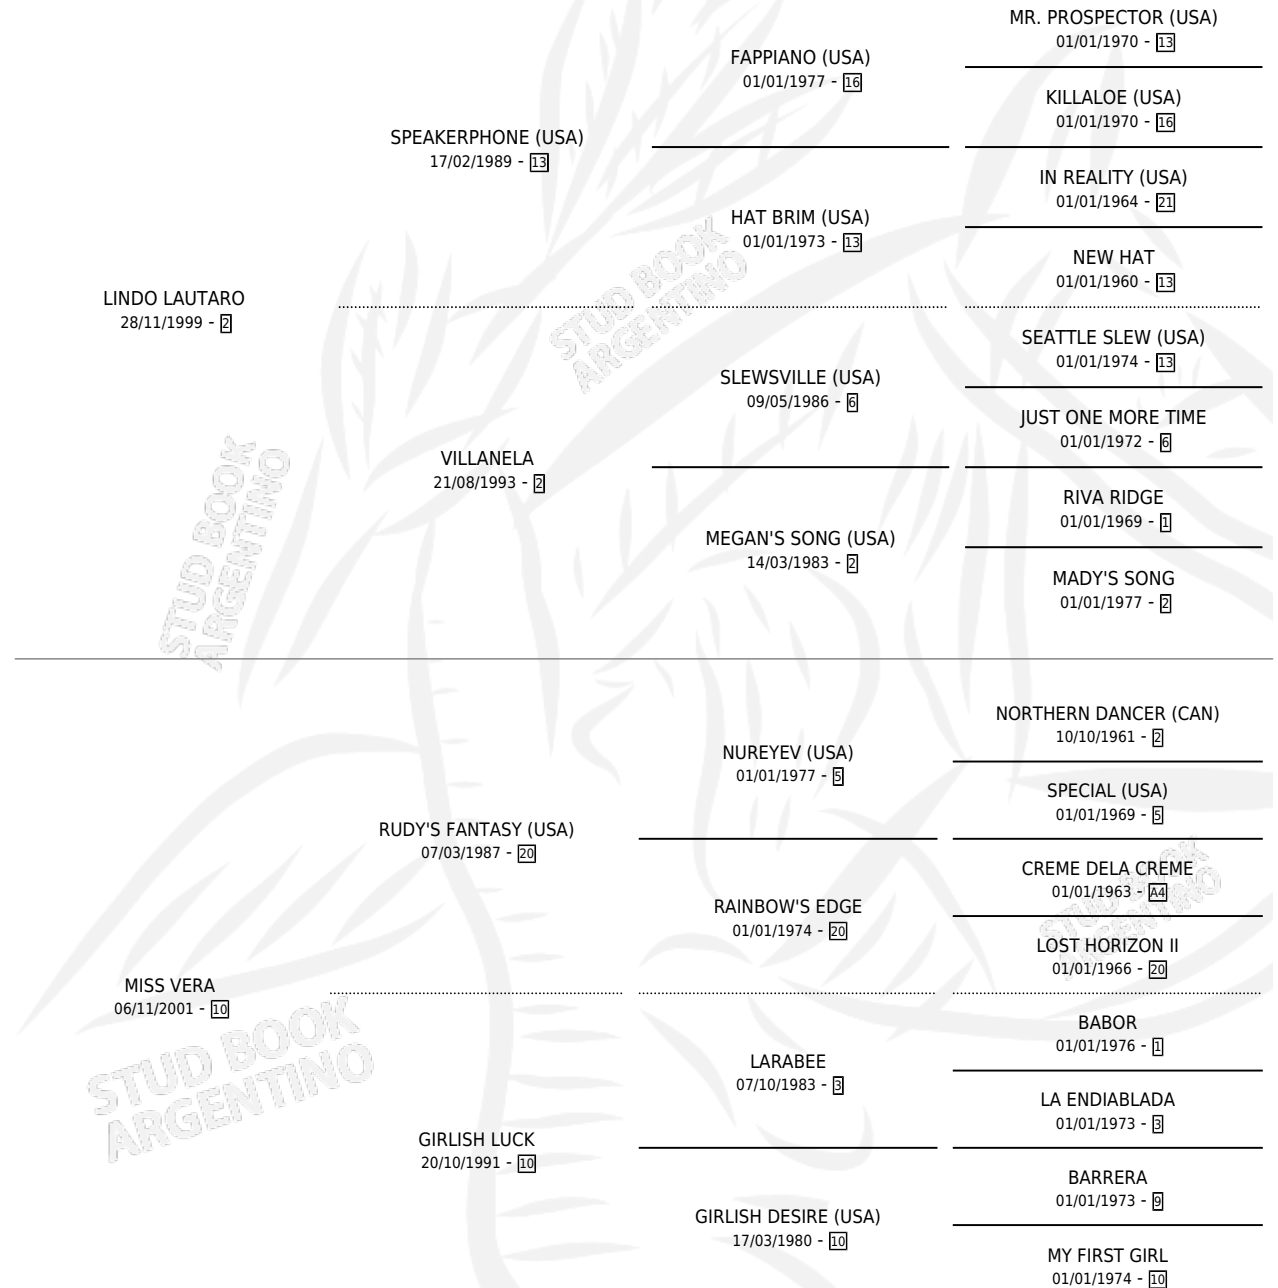 MR. PROSPECTOR (USA)
01/01/1970 - 13
FAPPIANO (USA)
01/01/1977 - 16
KILLALOE (USA)
01/01/1970 - 16
SPEAKERPHONE (USA)
17/02/1989 - 13
IN REALITY (USA)
01/01/1964 - 21
HAT BRIM (USA)
01/01/1973 - 13
NEW HAT
01/01/1960 - 13
LINDO LAUTARO
28/11/1999 - 2
STUD BOOK
ARGENTINO
SEATTLE SLEW (USA)
01/01/1974 - 13
SLEWSVILLE (USA)
09/05/1986 - 6
JUST ONE MORE TIME
01/01/1972 - 6
VILLANELA
21/08/1993 - 2
RIVA RIDGE
01/01/1969 - 1
MEGAN'S SONG (USA)
14/03/1983 - 2
MADY'S SONG
01/01/1977 - 2
STUD BOOK
ARGENTINO
NORTHERN DANCER (CAN)
10/10/1961 - 2
NUREYEV (USA)
01/01/1977 - 5
SPECIAL (USA)
01/01/1969 - 5
RUDY'S FANTASY (USA)
07/03/1987 - 20
CREME DELA CREME
01/01/1963 - A4
RAINBOW'S EDGE
01/01/1974 - 20
STUD BOOK
ARGENTINO
LOST HORIZON II
01/01/1966 - 20
MISS VERA
06/11/2001 - 10
STUD BOOK
ARGENTINO
BABOR
01/01/1976 - 1
LARABEE
07/10/1983 - 3
LA ENDIABLADA
01/01/1973 - 3
GIRLISH LUCK
20/10/1991 - 10
BARRERA
01/01/1973 - 9
GIRLISH DESIRE (USA)
17/03/1980 - 10
MY FIRST GIRL
01/01/1974 - 10